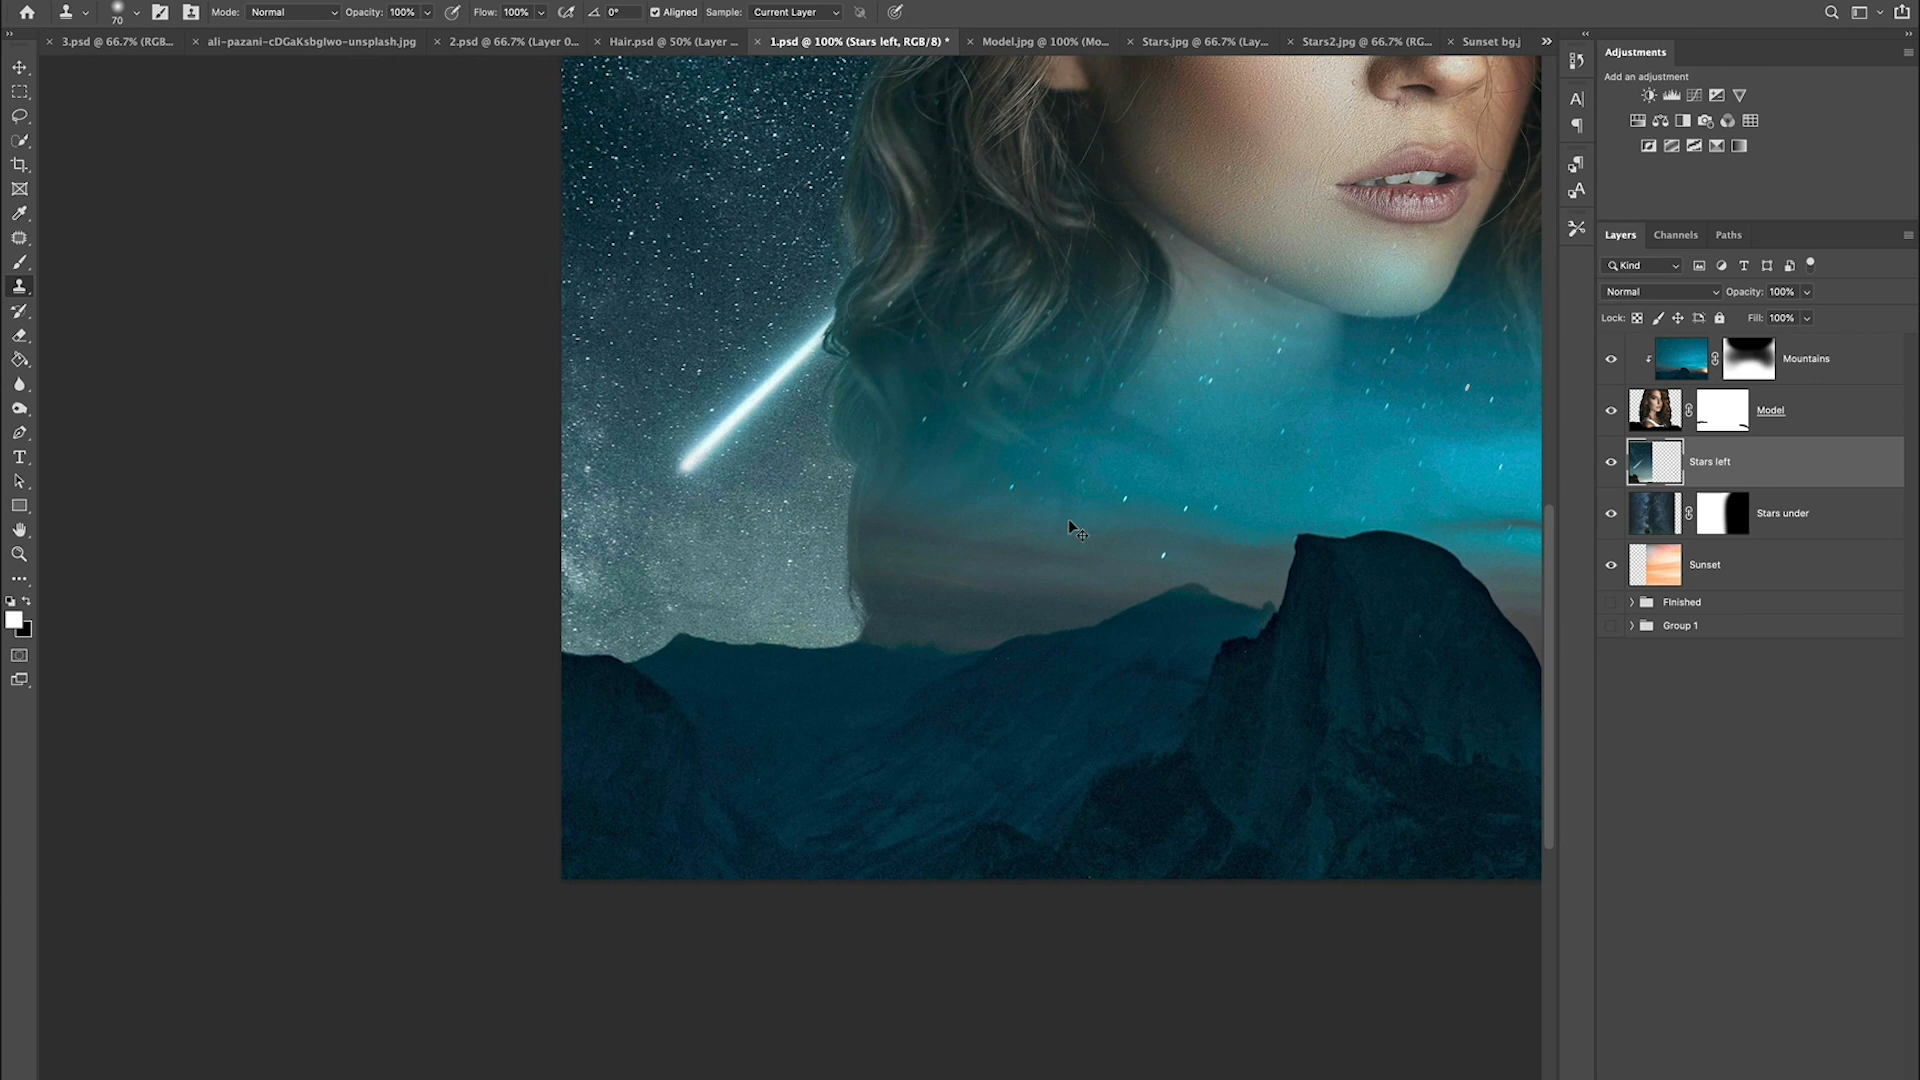 70 Mode: Normal Opacity: 100% Flow: 100% 0° Aligned Sample: Current Layer
× 3.psd @ 66.7% (RGB... × ali-pazani-cDGaKsbgIwo-unsplash.jpg × 2.psd @ 66.7% (Layer 0... × Hair.psd @ 50% (Layer ... × 1.psd @ 100% (Stars left, RGB/8) * × Model.jpg @ 100% (Mo... × Stars.jpg @ 66.7% (Lay... × Stars2.jpg @ 66.7% (RG... × Sunset bg.j
Adjustments
Add an adjustment
Layers Channels Paths
Kind
Normal Opacity: 100%
Lock: Fill: 100%
Mountains
Model
Stars left
Stars under
Sunset
FInished
Group 1